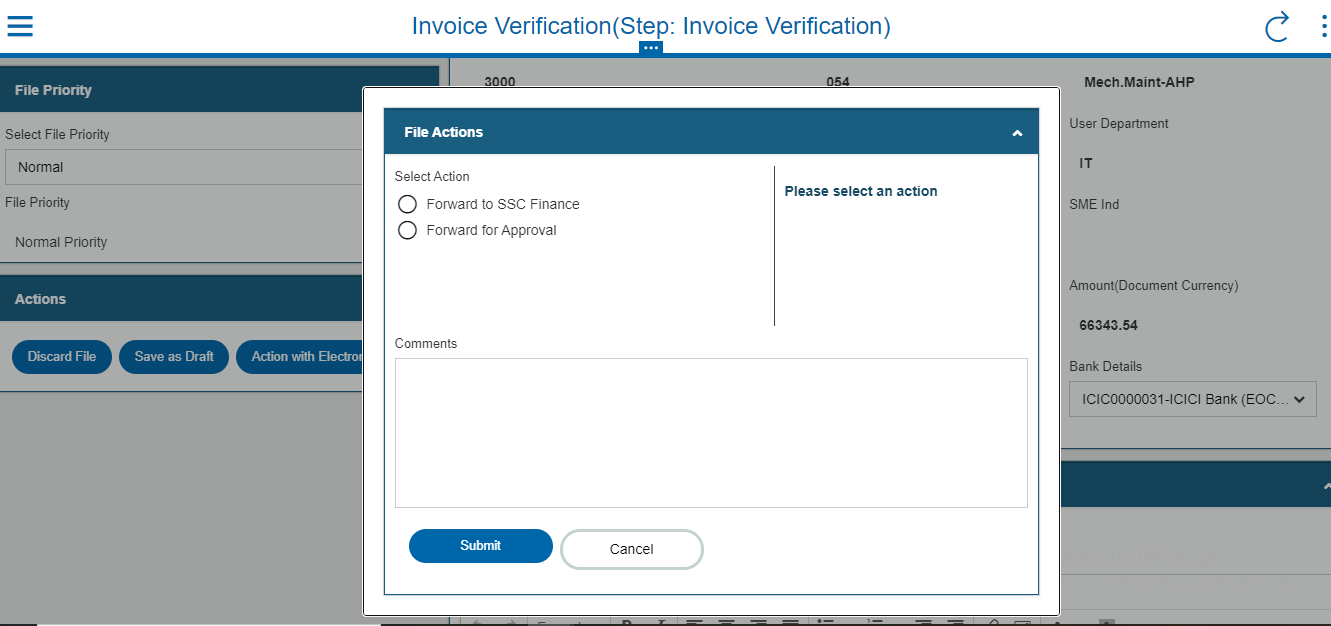 Invoice Verification(Step: Invoice Verification)
File Priority
Select File Priority
Normal
File Priority
Normal Priority
Actions
Discard File
Save as Draft
Action with Electron
3000
054
Mech.Maint-AHP
User Department
IT
SME Ind
Amount(Document Currency)
66343.54
Bank Details
ICIC0000031-ICICI Bank (EOC...
File Actions
Select Action
Forward to SSC Finance
Forward for Approval
Please select an action
Comments
Submit
Cancel